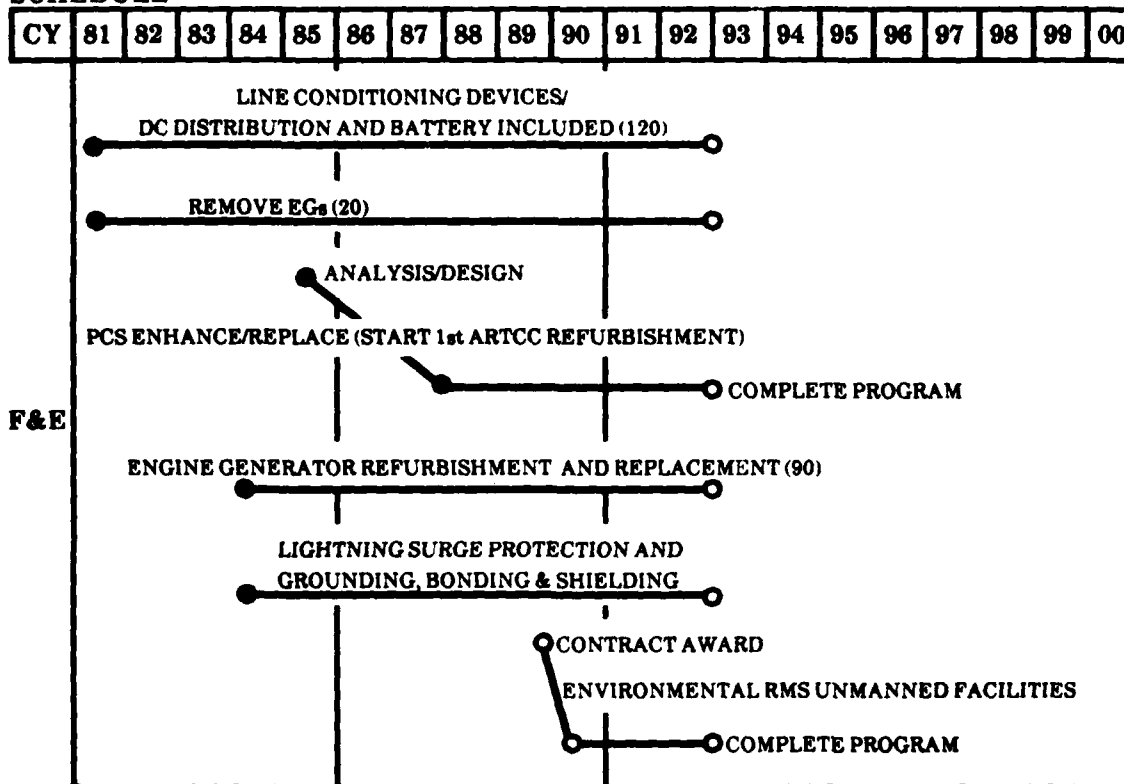 SCHEDULE
CY 81 82 83 84 85 86 87 88 89 90 91 92 93 94 95 96 97 98 99 00
LINE CONDITIONING DEVICES/
DC DISTRIBUTION AND BATTERY INCLUDED (120)
REMOVE EGs (20)
ANALYSIS/DESIGN
PCS ENHANCE/REPLACE (START 1st ARTCC REFURBISHMENT)
COMPLETE PROGRAM
F&E
ENGINE GENERATOR REFURBISHMENT AND REPLACEMENT (90)
LIGHTNING SURGE PROTECTION AND
GROUNDING, BONDING & SHIELDING
CONTRACT AWARD
ENVIRONMENTAL RMS UNMANNED FACILITIES
COMPLETE PROGRAM